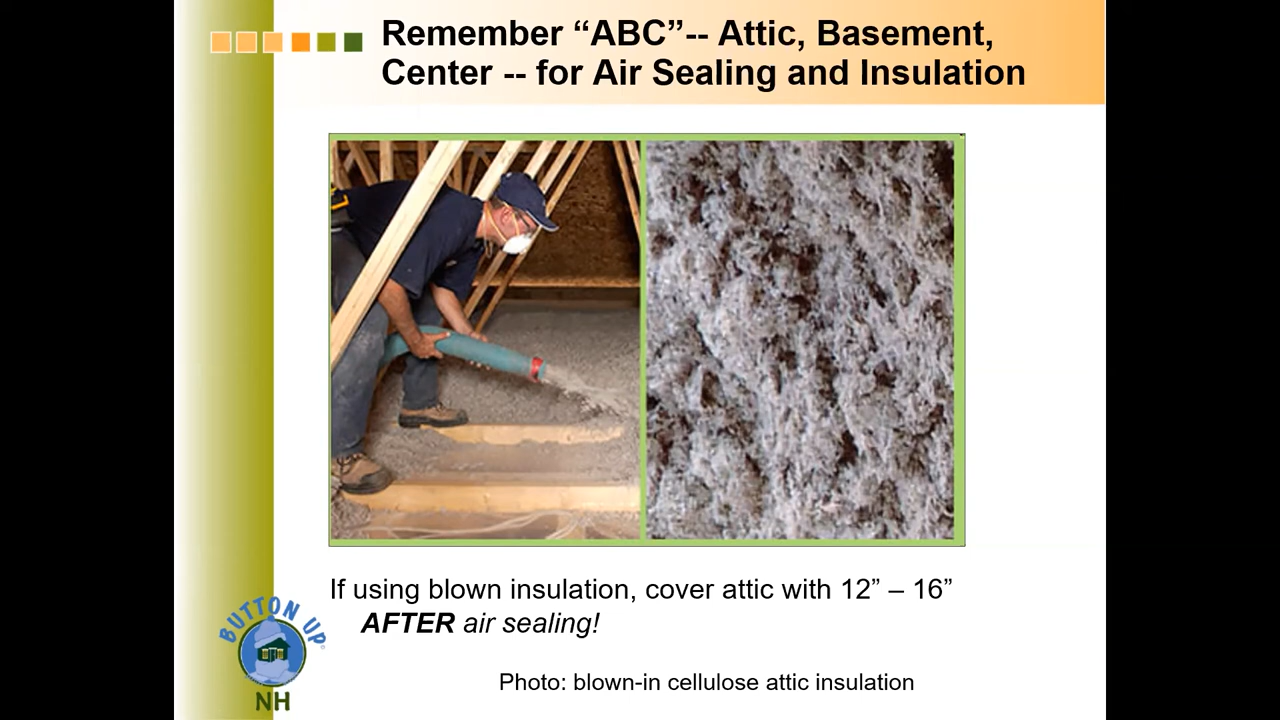 Remember “ABC”-- Attic, Basement,
Center -- for Air Sealing and Insulation
If using blown insulation, cover attic with 12” – 16”
AFTER air sealing!
BUTTON UP
NH
Photo: blown-in cellulose attic insulation